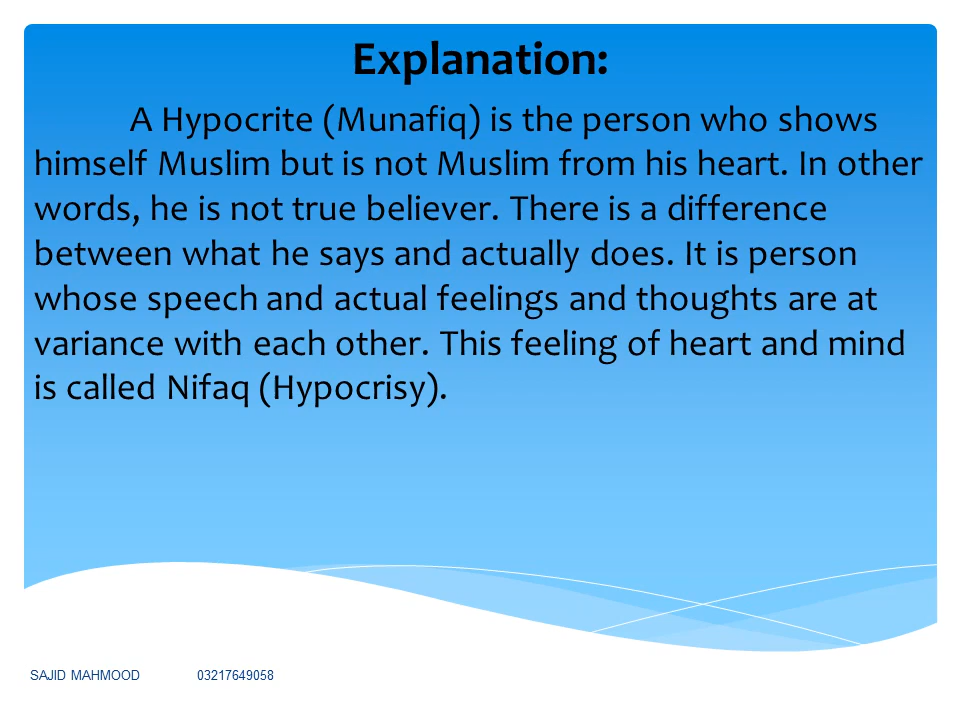 Explanation:
A Hypocrite (Munafiq) is the person who shows
himself Muslim but is not Muslim from his heart. In other
words, he is not true believer. There is a difference
between what he says and actually does. It is person
whose speech and actual feelings and thoughts are at
variance with each other. This feeling of heart and mind
is called Nifaq (Hypocrisy).
SAJID MAHMOOD 03217649058